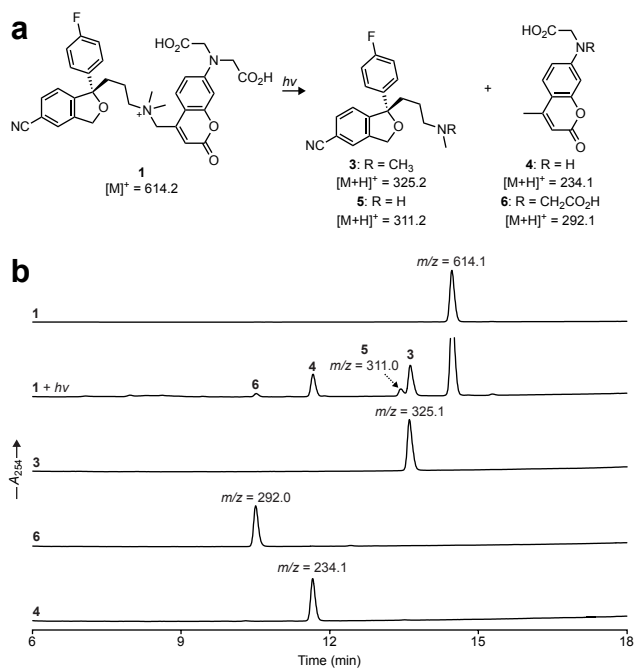 a
F
HO₂C
N
CO₂H
O
N
+
NC
O
O
1
[M]⁺ = 614.2
hν
F
O
NR
NC
3: R = CH₃
[M+H]⁺ = 325.2
5: R = H
[M+H]⁺ = 311.2
+
HO₂C
NR
O
O
4: R = H
[M+H]⁺ = 234.1
6: R = CH₂CO₂H
[M+H]⁺ = 292.1
b
m/z = 614.1
1
5
m/z = 311.0
3
4
6
1 + hν
m/z = 325.1
3
—A₂₅₄→
m/z = 292.0
6
m/z = 234.1
4
6 9 12 15 18
Time (min)